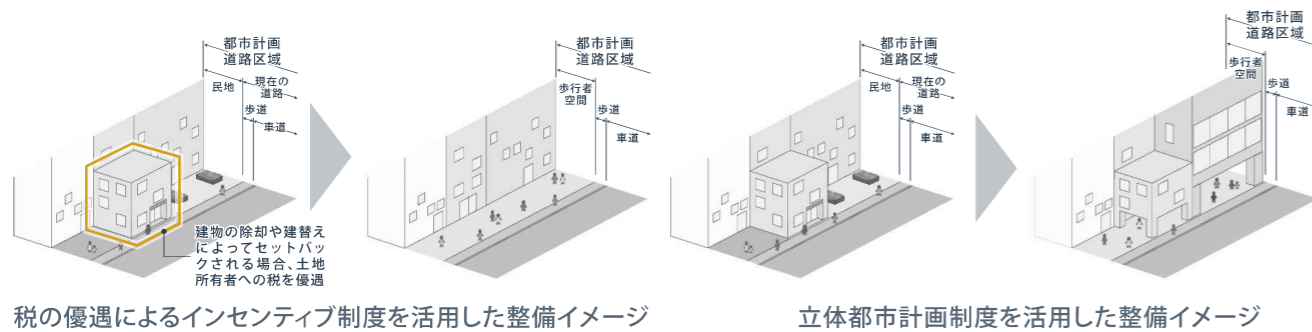 都市計画
道路区域
民地
現在の
道路
歩道
車道
建物の除却や建替え
によってセットバッ
クされる場合、土地
所有者への税を優遇
都市計画
道路区域
歩行者
空間
歩道
車道
税の優遇によるインセンティブ制度を活用した整備イメージ
都市計画
道路区域
民地
現在の
道路
歩道
車道
都市計画
道路区域
歩行者
空間
歩道
車道
立体都市計画制度を活用した整備イメージ